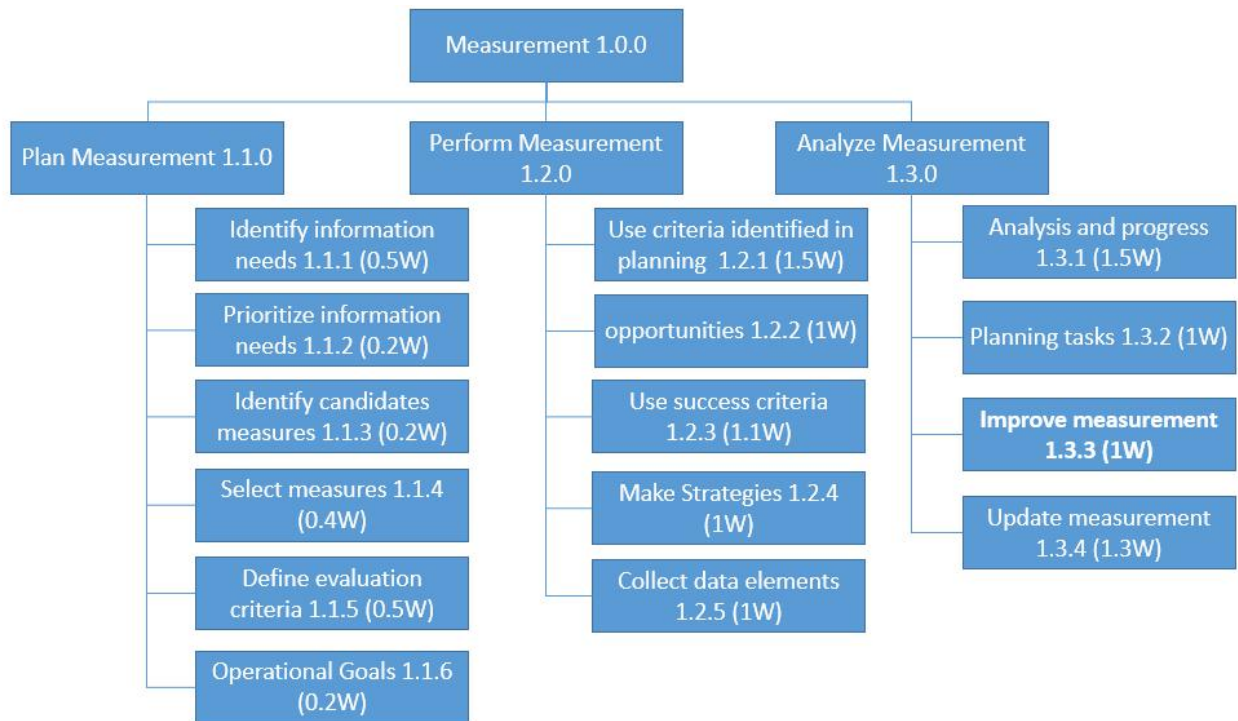 Measurement 1.0.0
Plan Measurement 1.1.0
Identify information
needs 1.1.1 (0.5W)
Prioritize information
needs 1.1.2 (0.2W)
Identify candidates
measures 1.1.3 (0.2W)
Select measures 1.1.4
(0.4W)
Define evaluation
criteria 1.1.5 (0.5W)
Operational Goals 1.1.6
(0.2W)
Perform Measurement
1.2.0
Use criteria identified in
planning 1.2.1 (1.5W)
opportunities 1.2.2 (1W)
Use success criteria
1.2.3 (1.1W)
Make Strategies 1.2.4
(1W)
Collect data elements
1.2.5 (1W)
Analyze Measurement
1.3.0
Analysis and progress
1.3.1 (1.5W)
Planning tasks 1.3.2 (1W)
Improve measurement
1.3.3 (1W)
Update measurement
1.3.4 (1.3W)